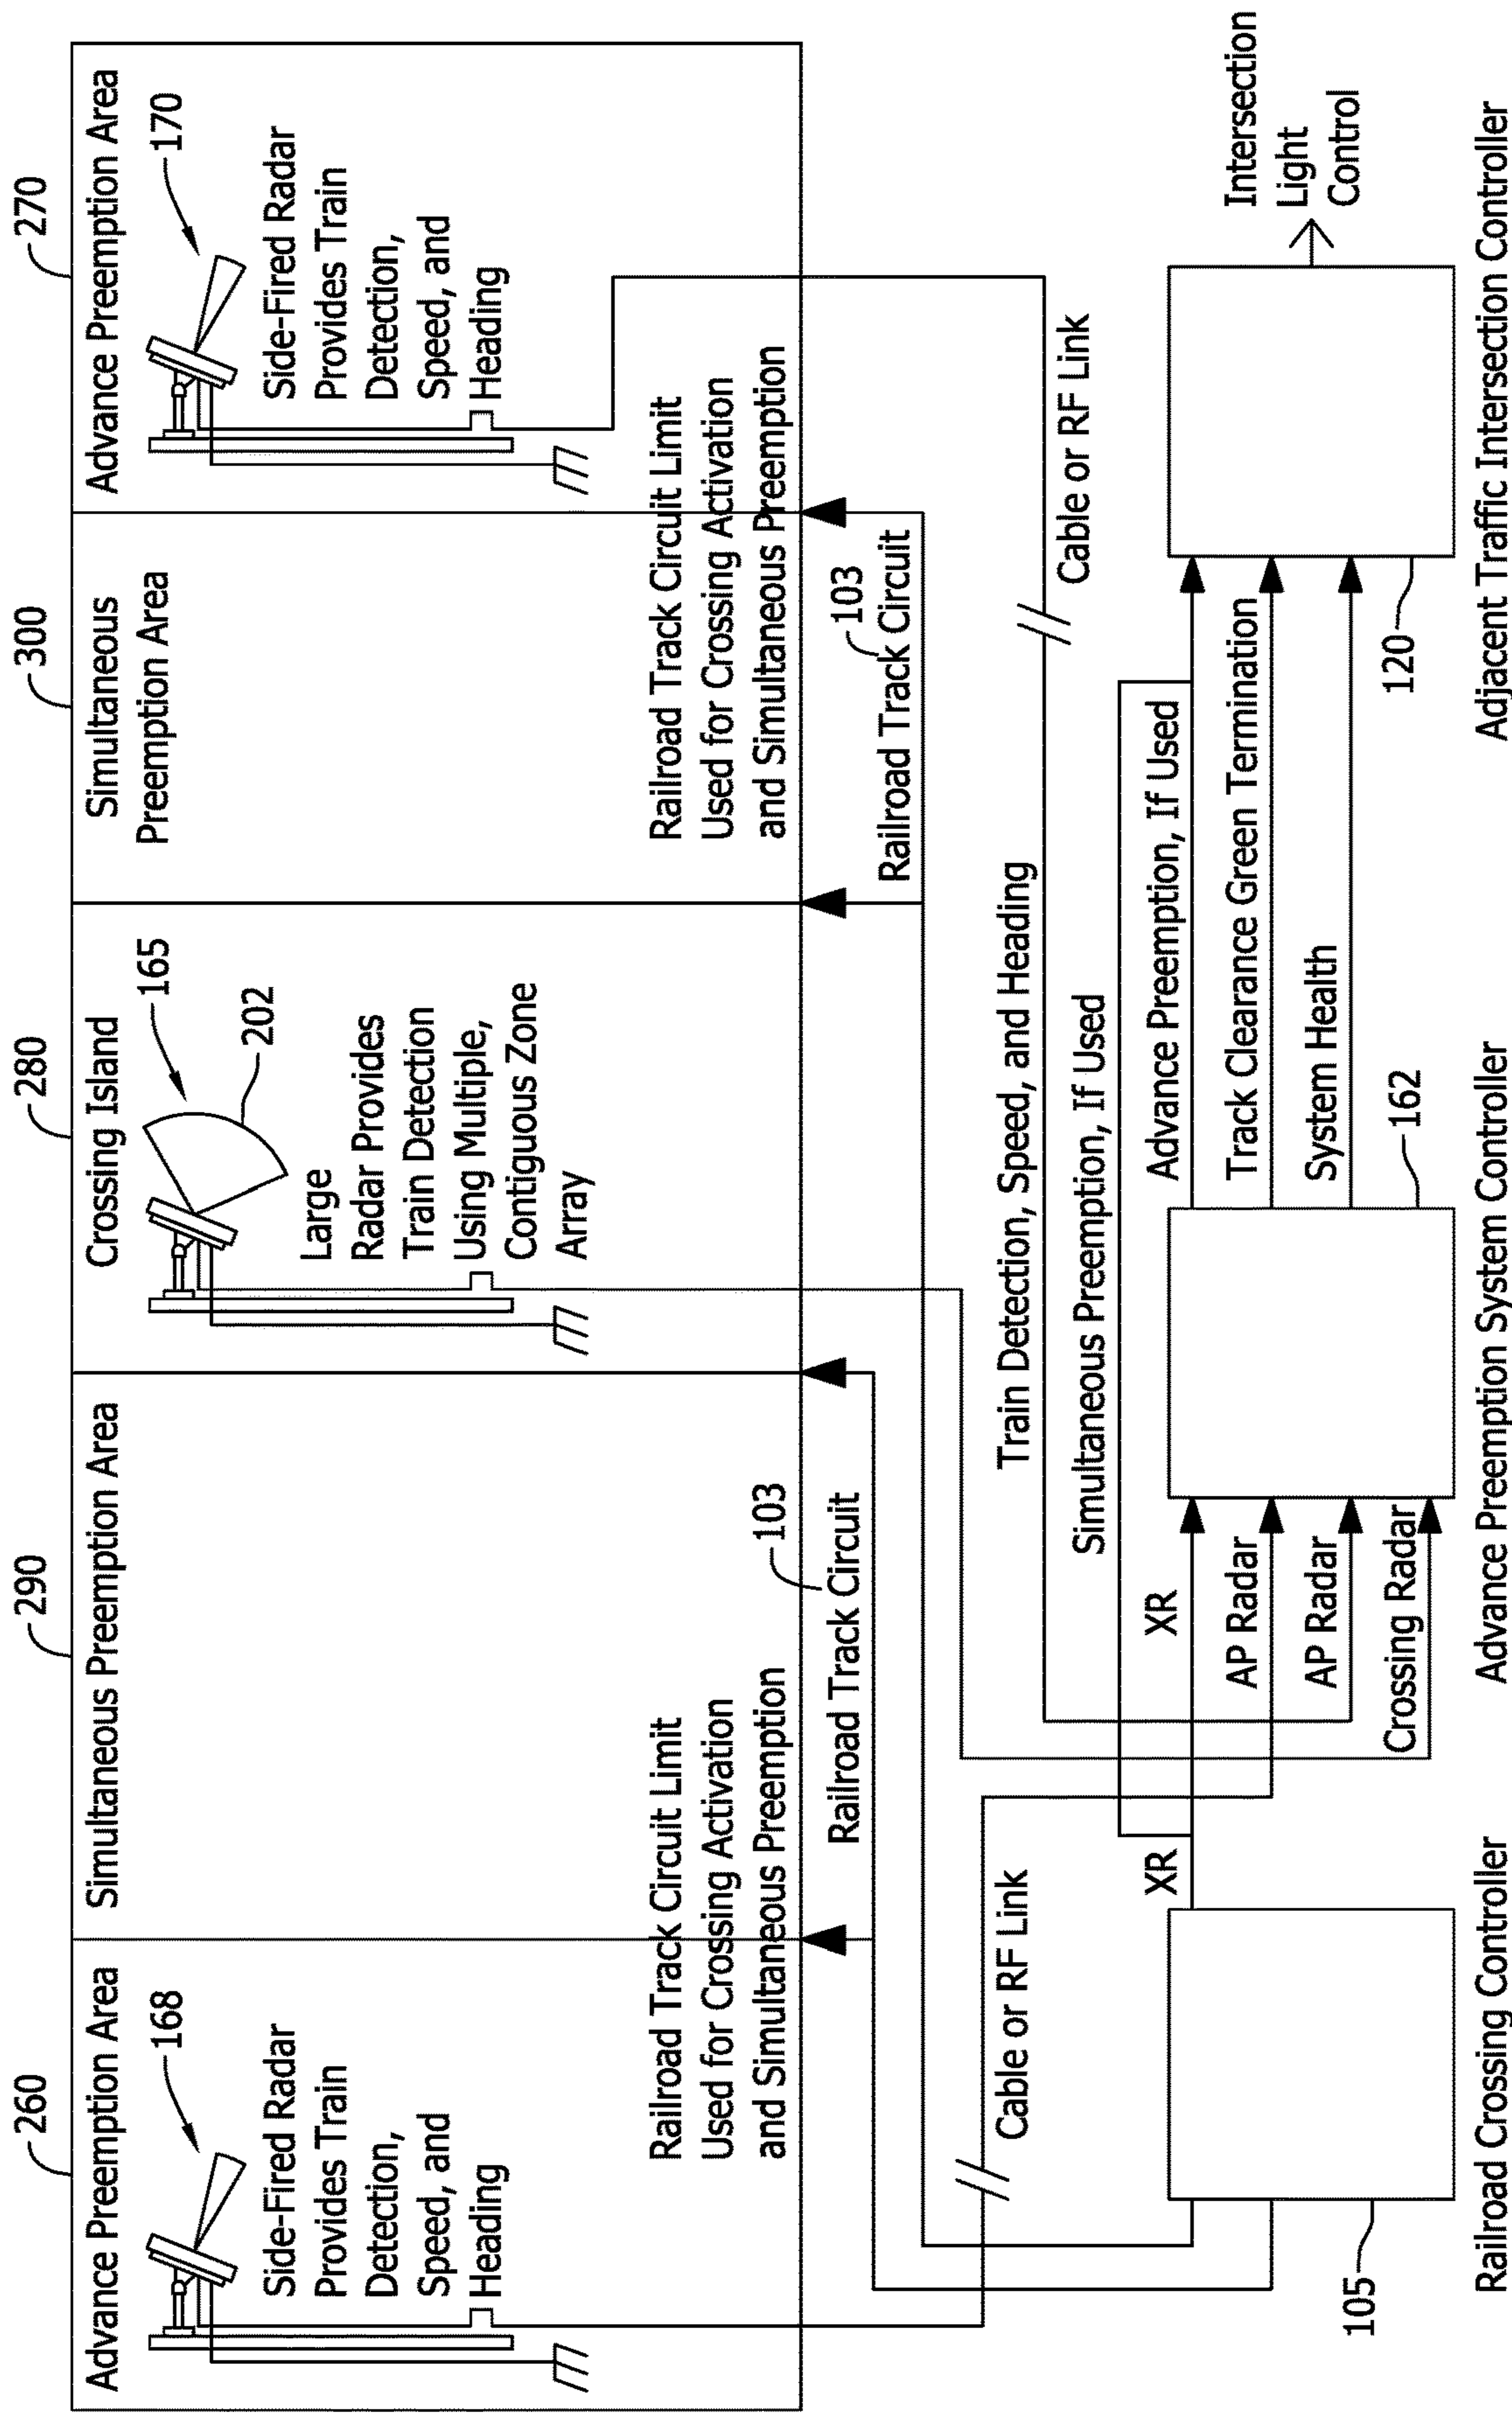 260
290
280
300
270
Advance Preemption Area
168
Side-Fired Radar
Provides Train
Detection,
Speed, and
Heading
Simultaneous Preemption Area
Crossing Island
165
202
Large
Radar Provides
Train Detection
Using Multiple,
Contiguous Zone
Array
Simultaneous
Preemption Area
Advance Preemption Area
170
Side-Fired Radar
Provides Train
Detection,
Speed, and
Heading
Railroad Track Circuit Limit
Used for Crossing Activation
and Simultaneous Preemption
103
Railroad Track Circuit
Railroad Track Circuit Limit
Used for Crossing Activation
and Simultaneous Preemption
103
Railroad Track Circuit
Cable or RF Link
Train Detection, Speed, and Heading
Cable or RF Link
Simultaneous Preemption, If Used
XR
XR
AP Radar
AP Radar
Crossing Radar
Advance Preemption, If Used
Track Clearance Green Termination
System Health
Intersection
Light
Control
105
162
120
Railroad Crossing Controller
Advance Preemption System Controller
Adjacent Traffic Intersection Controller